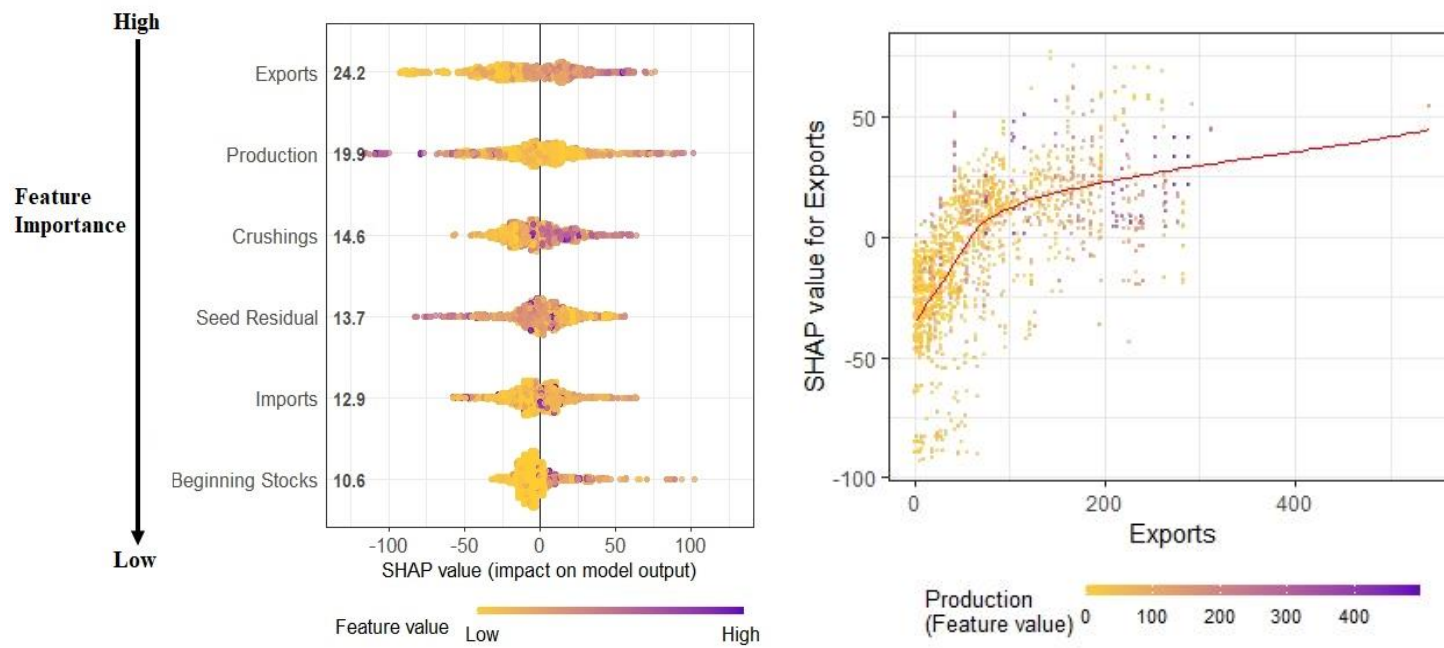 High
Feature
Importance
Low
Exports 24.2
Production 19.9
Crushings 14.6
Seed Residual 13.7
Imports 12.9
Beginning Stocks 10.6
-100 -50 0 50 100
SHAP value (impact on model output)
Feature value Low High
SHAP value for Exports
50
0
-50
-100
0 200 400
Exports
Production
(Feature value) 0 100 200 300 400